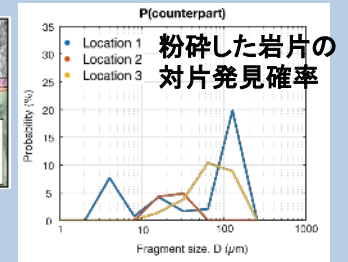 P(counterpart)
Location 1
Location 2
Location 3
粉砕した岩片の
対片発見確率
Probability (%)
35
30
25
20
15
10
5
0
1
10
100
1000
Fragment size, D (μm)